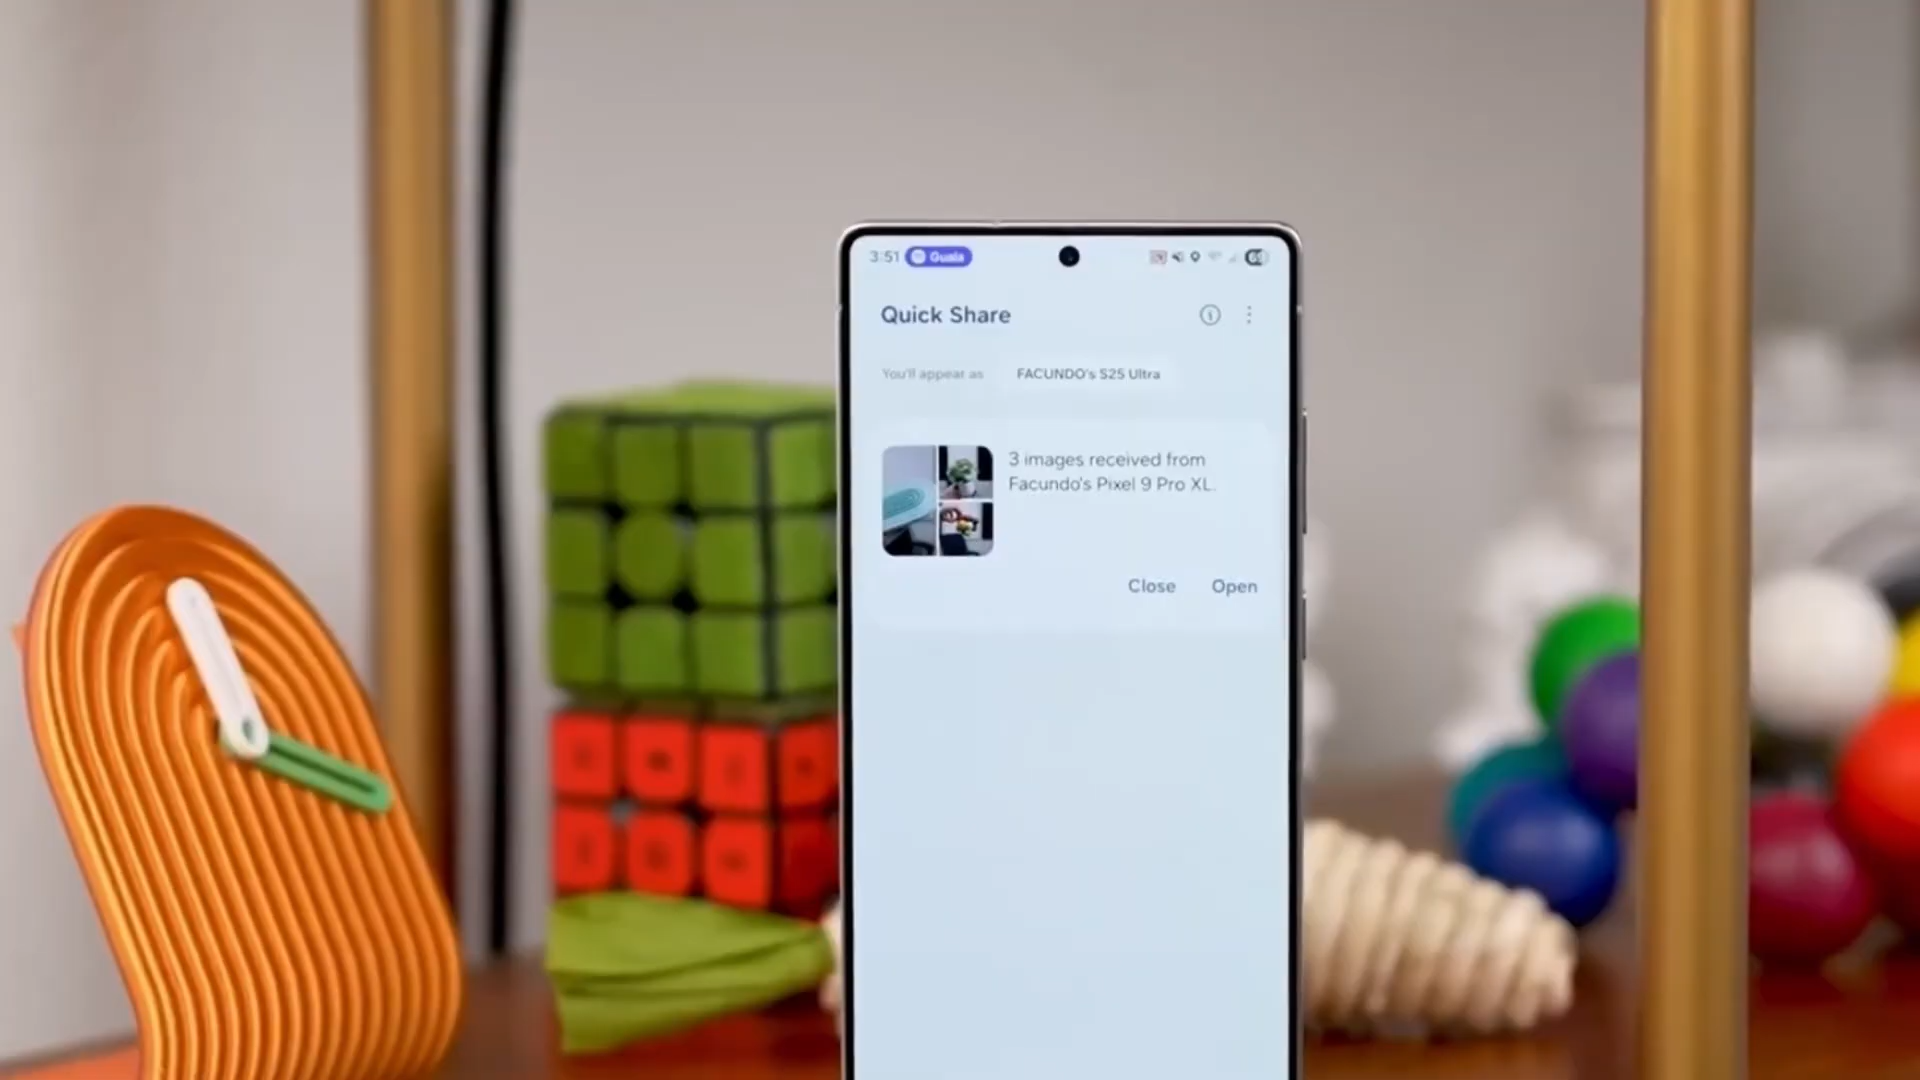 3:51 Guala
Quick Share
You'll appear as FACUNDO's S25 Ultra
3 images received from
Facundo's Pixel 9 Pro XL.
Close Open